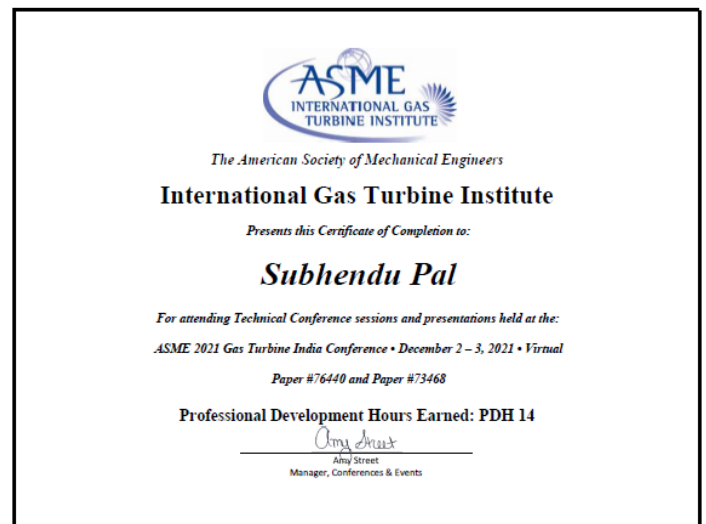 ASME
INTERNATIONAL GAS
TURBINE INSTITUTE
The American Society of Mechanical Engineers
International Gas Turbine Institute
Presents this Certificate of Completion to:
Subhendu Pal
For attending Technical Conference sessions and presentations held at the:
ASME 2021 Gas Turbine India Conference • December 2 – 3, 2021 • Virtual
Paper #76440 and Paper #73468
Professional Development Hours Earned: PDH 14
Amy Street
Amy Street
Manager, Conferences & Events